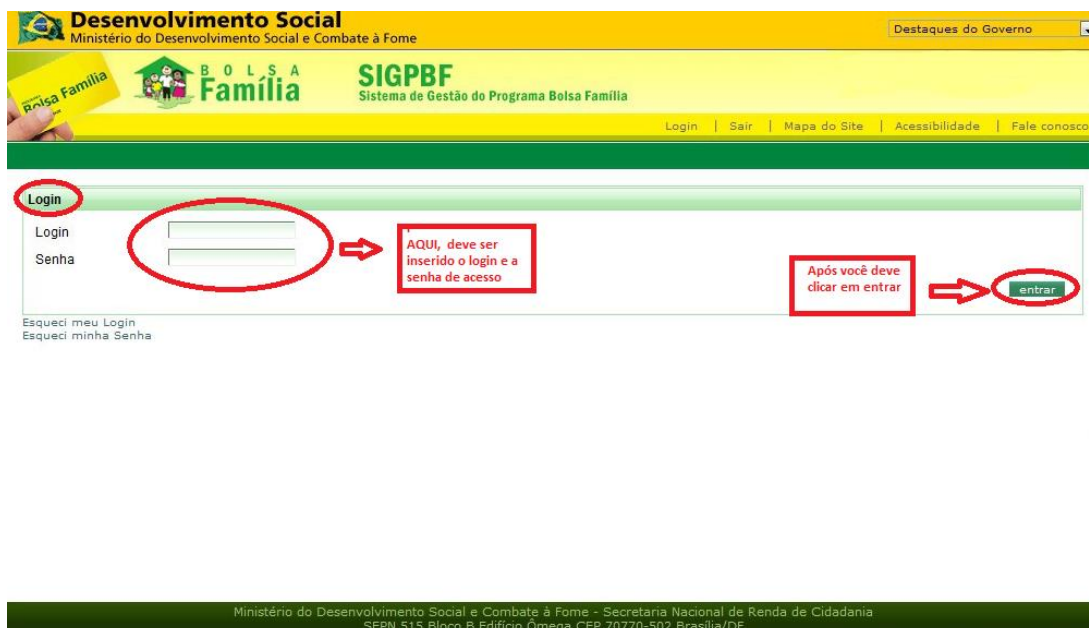 Desenvolvimento Social
Ministério do Desenvolvimento Social e Combate à Fome
Destaques do Governo
Bolsa Família
BOLSA
Família
SIGPBF
Sistema de Gestão do Programa Bolsa Família
Login | Sair | Mapa do Site | Acessibilidade | Fale conosco
Login
Login
Senha
AQUI, deve ser
inserido o login e a
senha de acesso
Após você deve
clicar em entrar
entrar
Esqueci meu Login
Esqueci minha Senha
Ministério do Desenvolvimento Social e Combate à Fome - Secretaria Nacional de Renda de Cidadania
SEPN 515 Bloco B Edifício Ômega CEP 70770-502 Brasília/DF